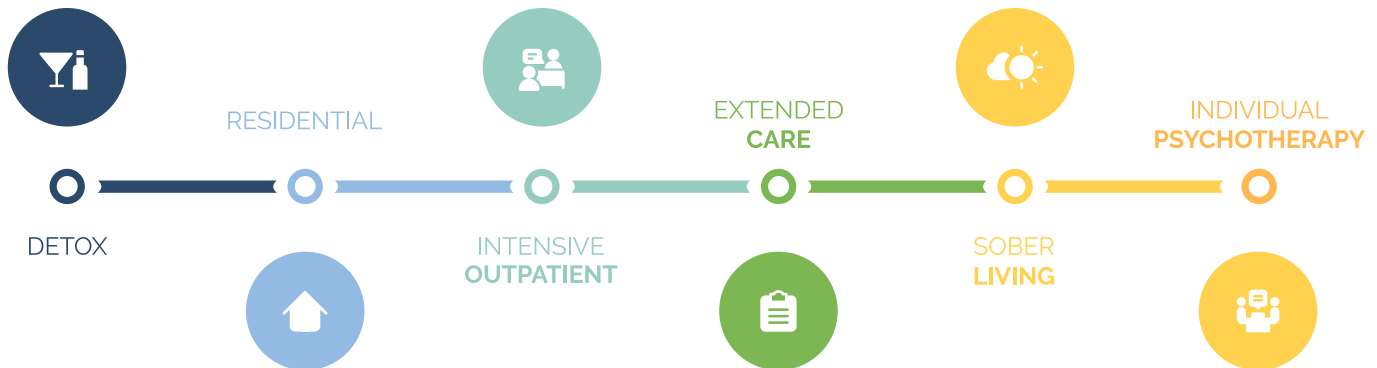 DETOX
RESIDENTIAL
INTENSIVE
OUTPATIENT
EXTENDED
CARE
SOBER
LIVING
INDIVIDUAL
PSYCHOTHERAPY